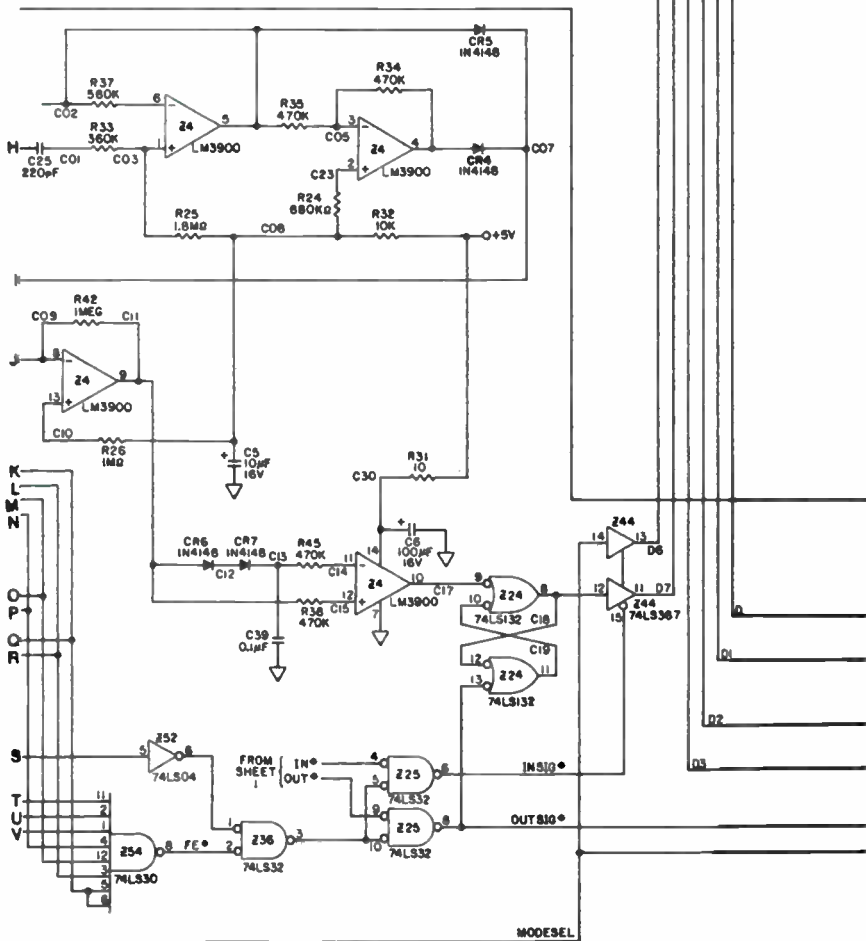 CR5
1N4148
R34
470K
R37
560K
6
5
R35
470K
3
4
C02
Z4
C05
Z4
C07
H
R33
360K
1
LM3900
2
LM3900
CR4
1N4148
C25
220pF
C01
C03
C23
R24
680KΩ
R25
1.8MΩ
C08
R32
10K
+5V
R42
1MEG
C09
C11
J
8
9
Z4
13
LM3900
C10
R26
1MΩ
C5
10µF
16V
R31
10
C30
K
L
M
N
CR6
1N4148
CR7
1N4148
C12
C13
R45
470K
C14
11
14
C6
100µF
16V
Z4
10
C17
12
C15
LM3900
7
R36
470K
C39
0.1µF
9
10
Z24
8
74LS132
C18
C19
12
13
Z24
11
74LS132
Z44
14
13
D6
12
11
D7
Z44
74LS367
15
O
P
Q
R
D1
D2
D3
S
5
Z52
6
74LS04
FROM
SHEET
1
IN*
OUT*
4
5
Z25
6
INSIG*
74LS32
9
10
Z25
8
OUTSIG*
74LS32
T
U
V
11
2
1
4
12
3
5
6
Z54
8
FE*
74LS30
1
2
Z36
3
74LS32
MODESEL